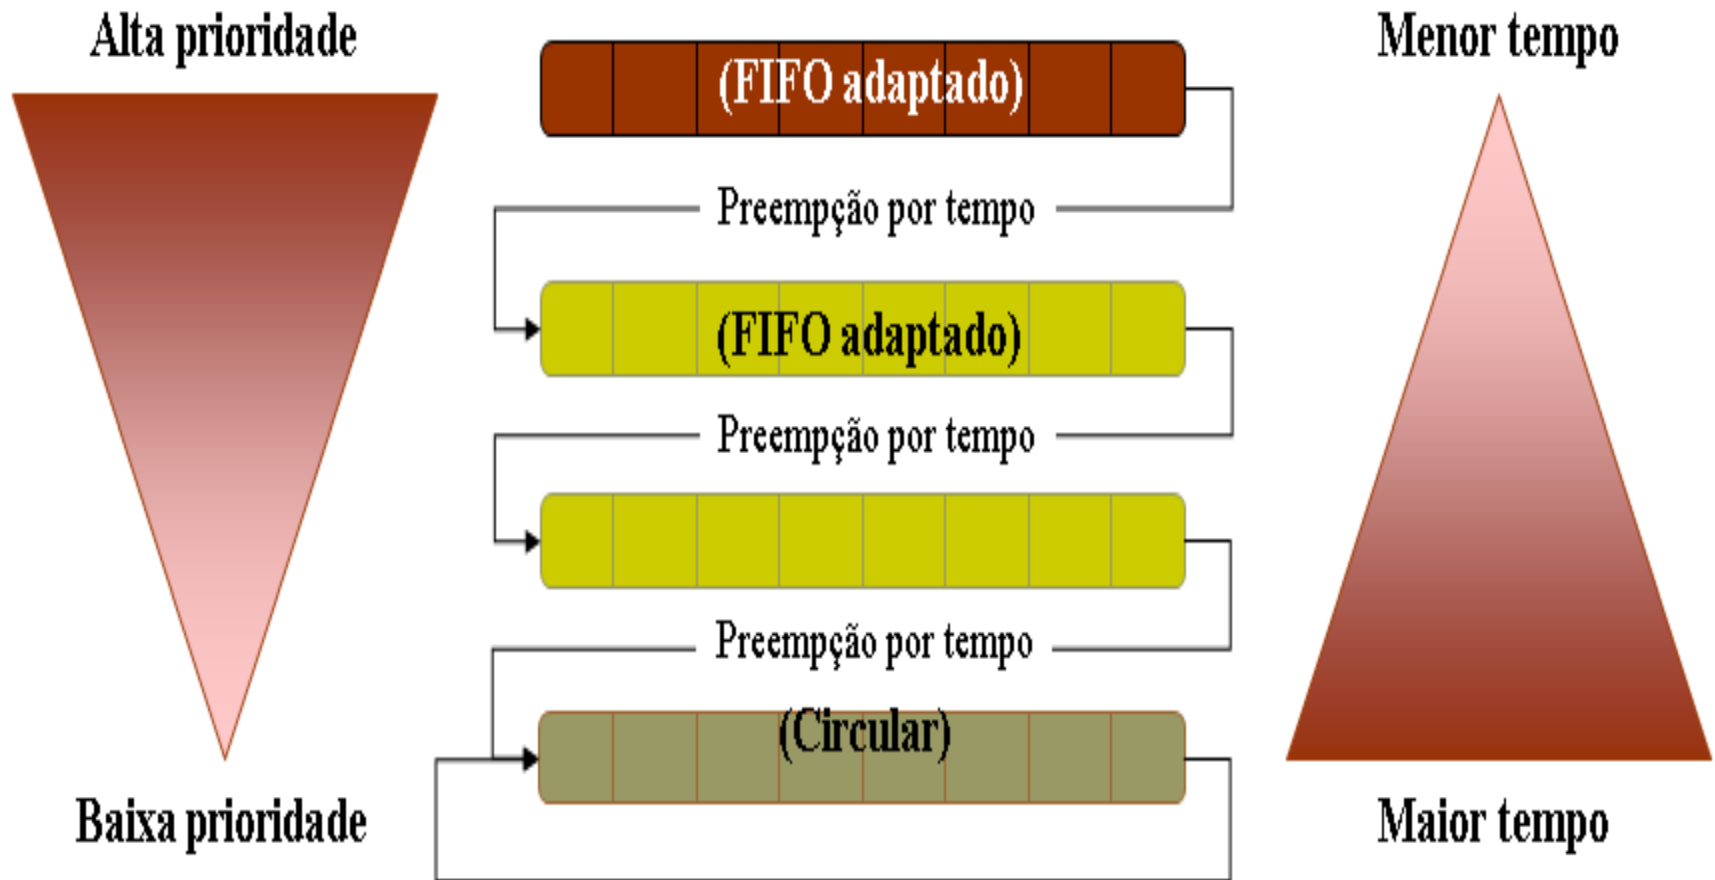 Alta prioridade
(FIFO adaptado)
Menor tempo
Preempção por tempo
(FIFO adaptado)
Preempção por tempo
Preempção por tempo
(Circular)
Baixa prioridade
Maior tempo